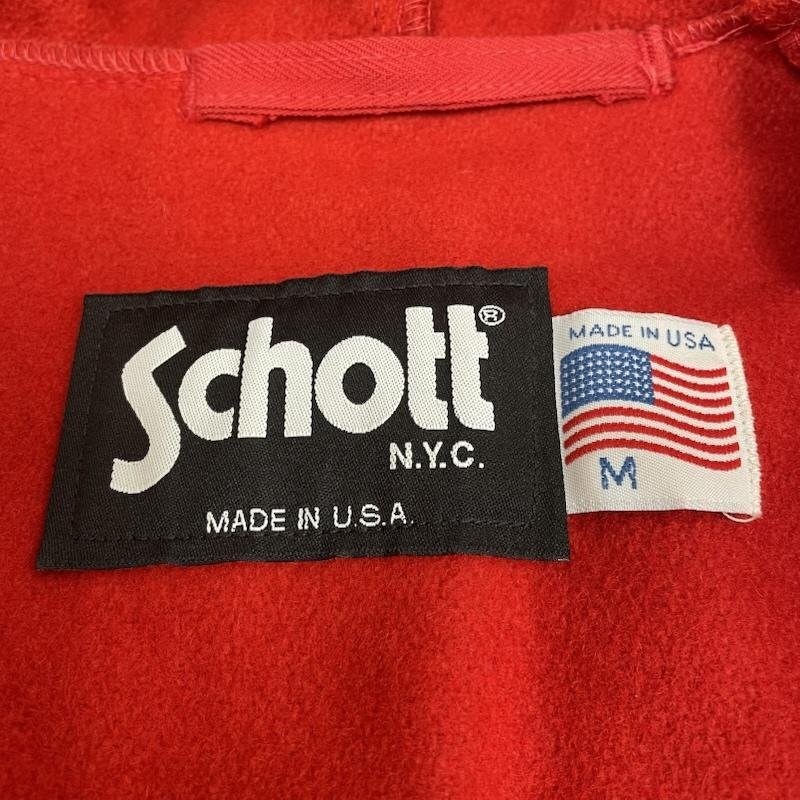 Schott®
N.Y.C.
MADE IN U.S.A.
MADE IN USA
M